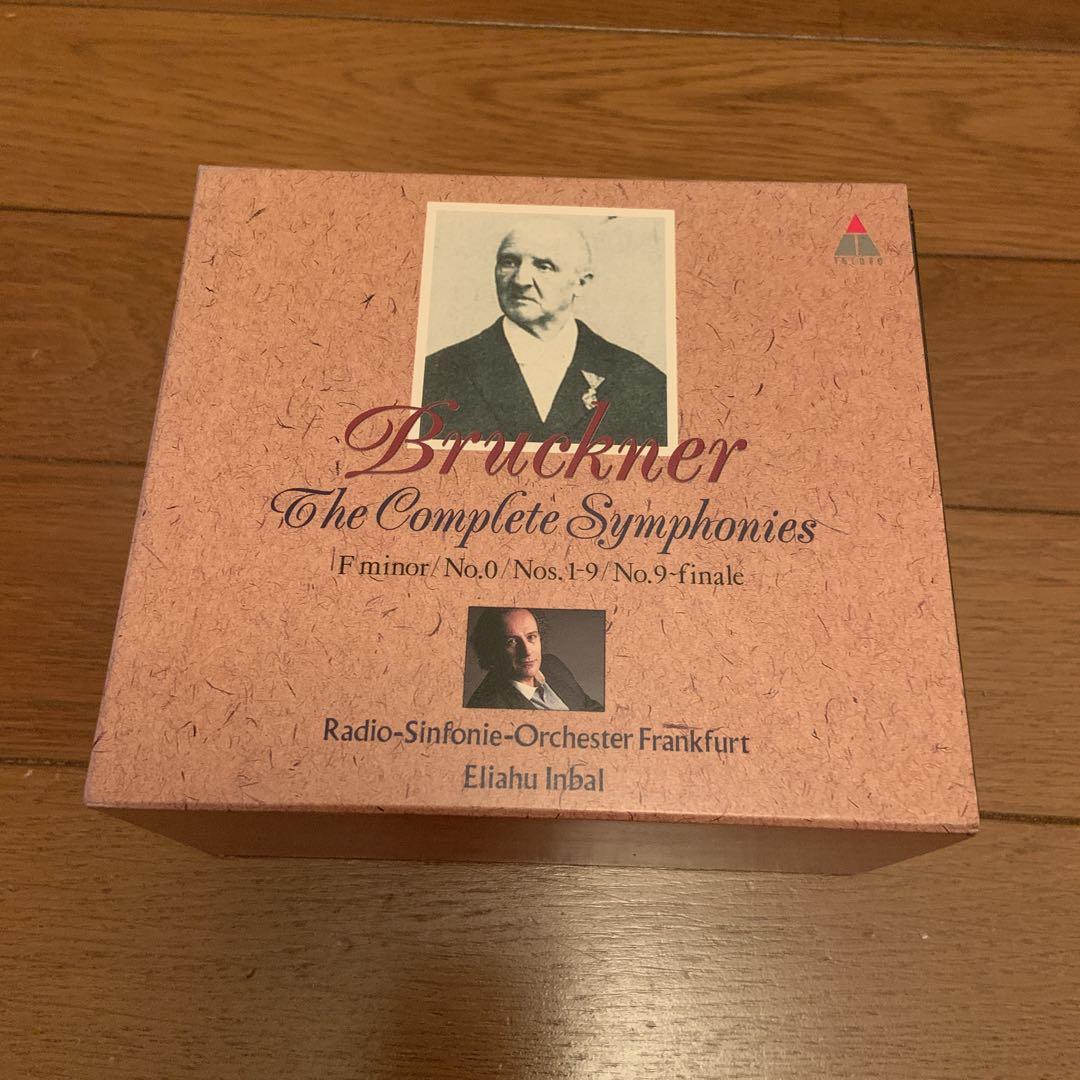 TELDEC
Bruckner
The Complete Symphonies
F minor/No.0/Nos.1-9/No.9-finale
Radio-Sinfonie-Orchester Frankfurt
Eliahu Inbal